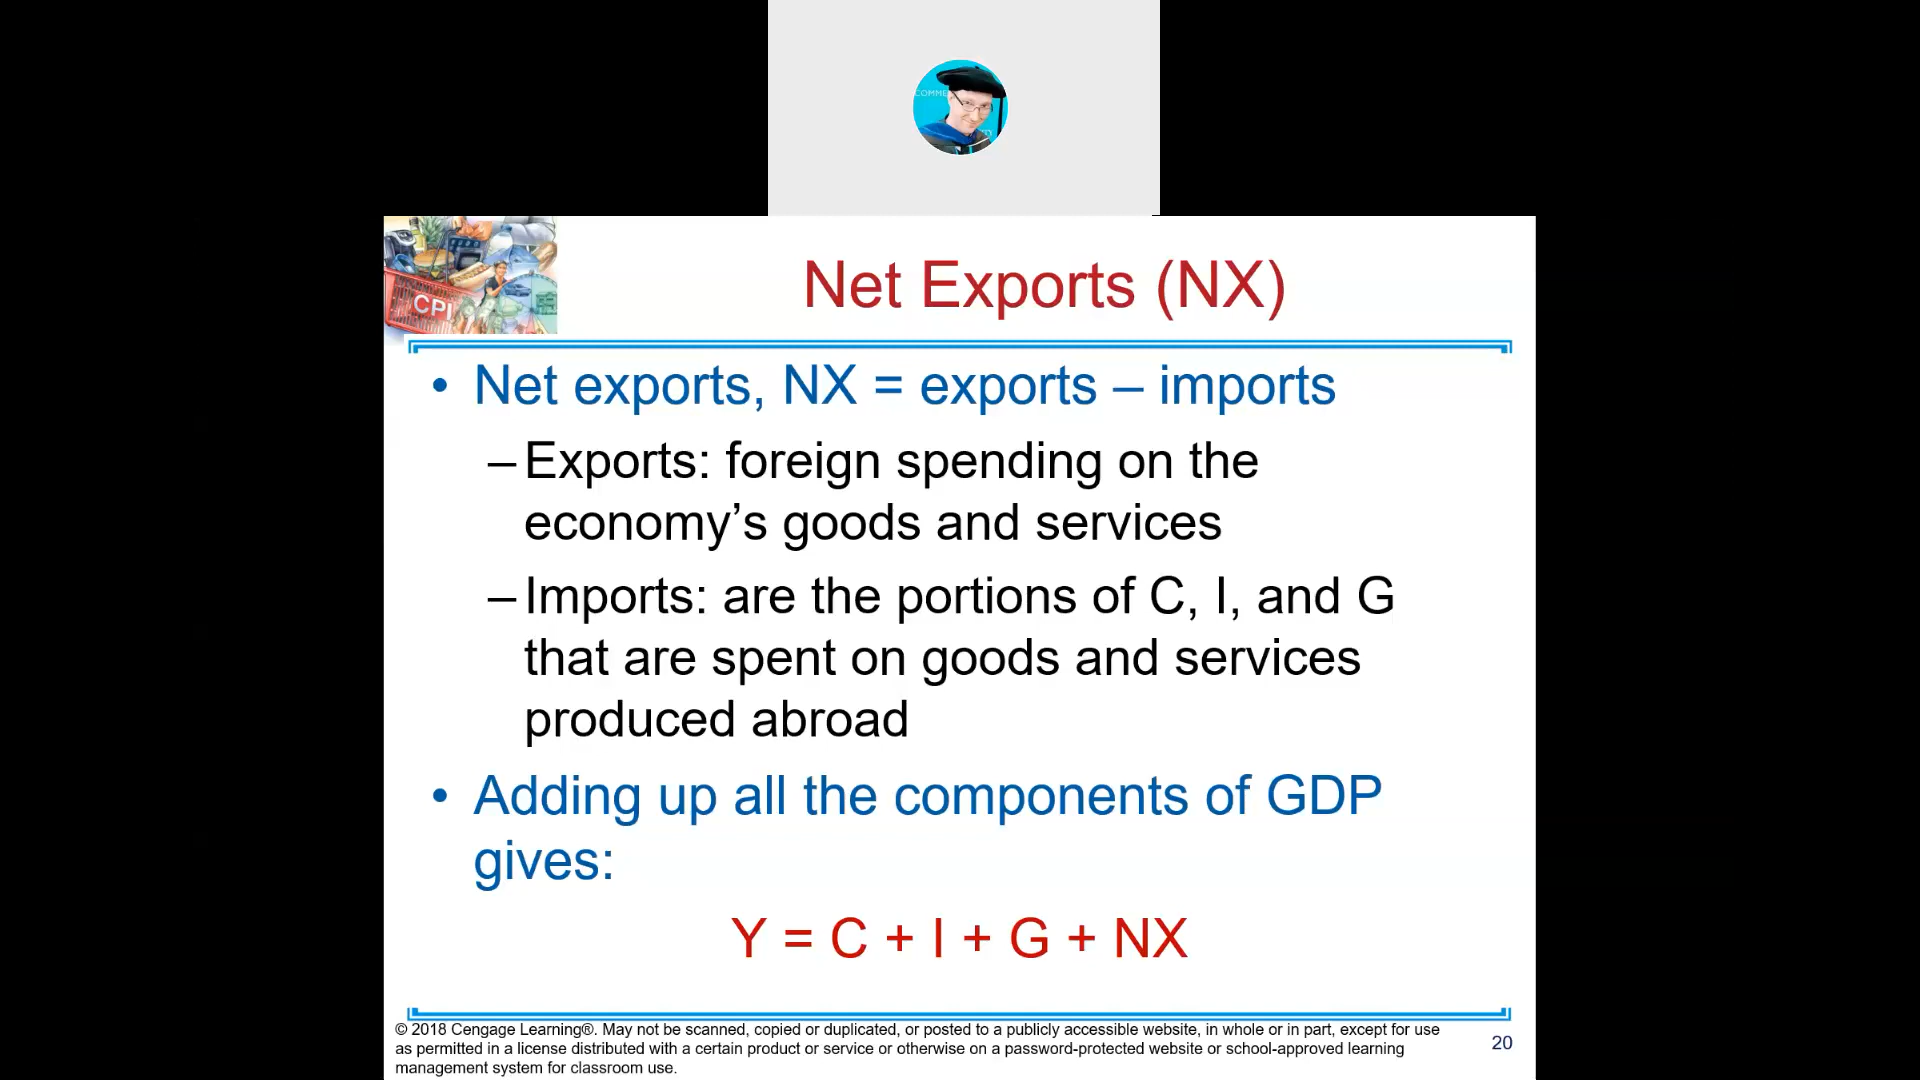 COMME
CPI
Net Exports (NX)
• Net exports, NX = exports – imports
– Exports: foreign spending on the
economy’s goods and services
– Imports: are the portions of C, I, and G
that are spent on goods and services
produced abroad
• Adding up all the components of GDP
gives:
Y = C + I + G + NX
© 2018 Cengage Learning®. May not be scanned, copied or duplicated, or posted to a publicly accessible website, in whole or in part, except for use
as permitted in a license distributed with a certain product or service or otherwise on a password-protected website or school-approved learning
management system for classroom use.
20